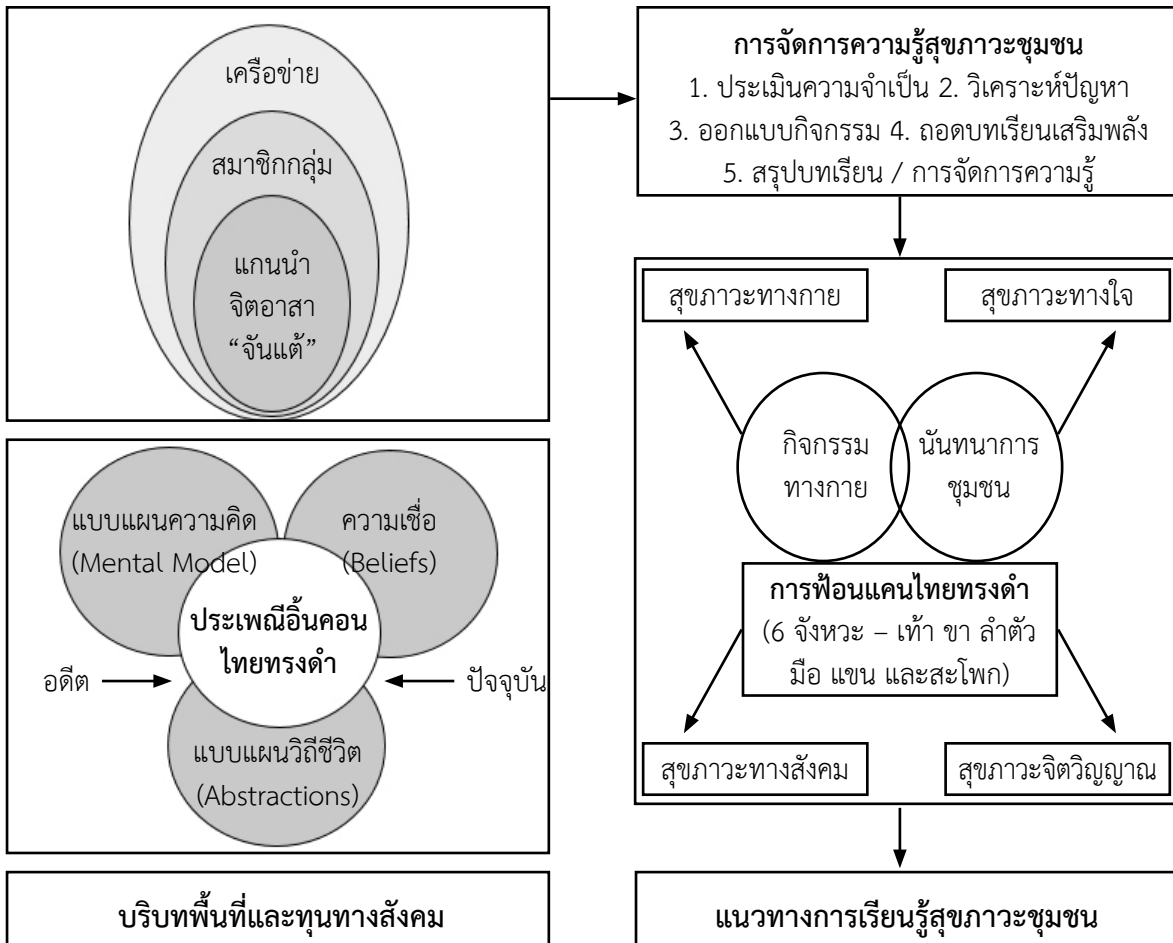 เครือข่าย
สมาชิกกลุ่ม
แกนนำ
จิตอาสา
“จันแต้”
แบบแผนความคิด
(Mental Model)
ความเชื่อ
(Beliefs)
ประเพณีอิ้นคอน
ไทยทรงดำ
อดีต
ปัจจุบัน
แบบแผนวิถีชีวิต
(Abstractions)
บริบทพื้นที่และทุนทางสังคม
การจัดการความรู้สุขภาวะชุมชน
1. ประเมินความจำเป็น 2. วิเคราะห์ปัญหา
3. ออกแบบกิจกรรม 4. ถอดบทเรียนเสริมพลัง
5. สรุปบทเรียน / การจัดการความรู้
สุขภาวะทางกาย
สุขภาวะทางใจ
กิจกรรม
ทางกาย
นันทนาการ
ชุมชน
การฟ้อนแคนไทยทรงดำ
(6 จังหวะ – เท้า ขา ลำตัว
มือ แขน และสะโพก)
สุขภาวะทางสังคม
สุขภาวะจิตวิญญาณ
แนวทางการเรียนรู้สุขภาวะชุมชน